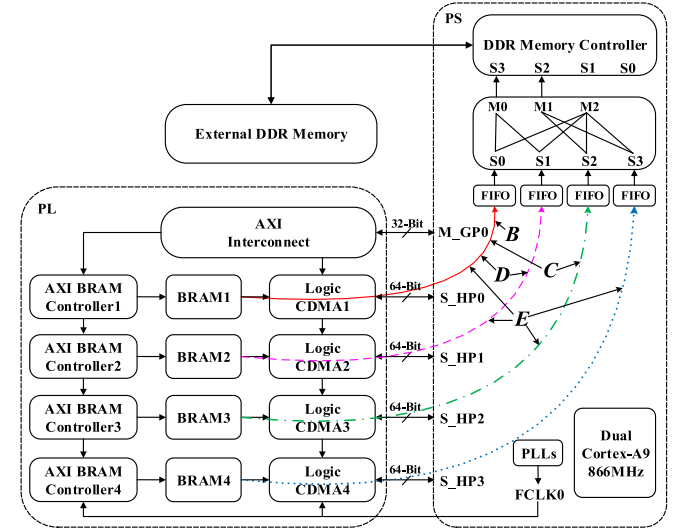 PS
DDR Memory Controller
S3 S2 S1 S0
M0 M1 M2
S0 S1 S2 S3
FIFO FIFO FIFO FIFO
External DDR Memory
PL
AXI
Interconnect
32-Bit
M_GP0
B
C
D
E
AXI BRAM
Controller1
BRAM1
Logic
CDMA1
64-Bit
S_HP0
AXI BRAM
Controller2
BRAM2
Logic
CDMA2
64-Bit
S_HP1
AXI BRAM
Controller3
BRAM3
Logic
CDMA3
64-Bit
S_HP2
AXI BRAM
Controller4
BRAM4
Logic
CDMA4
64-Bit
S_HP3
PLLs
FCLK0
Dual
Cortex-A9
866MHz